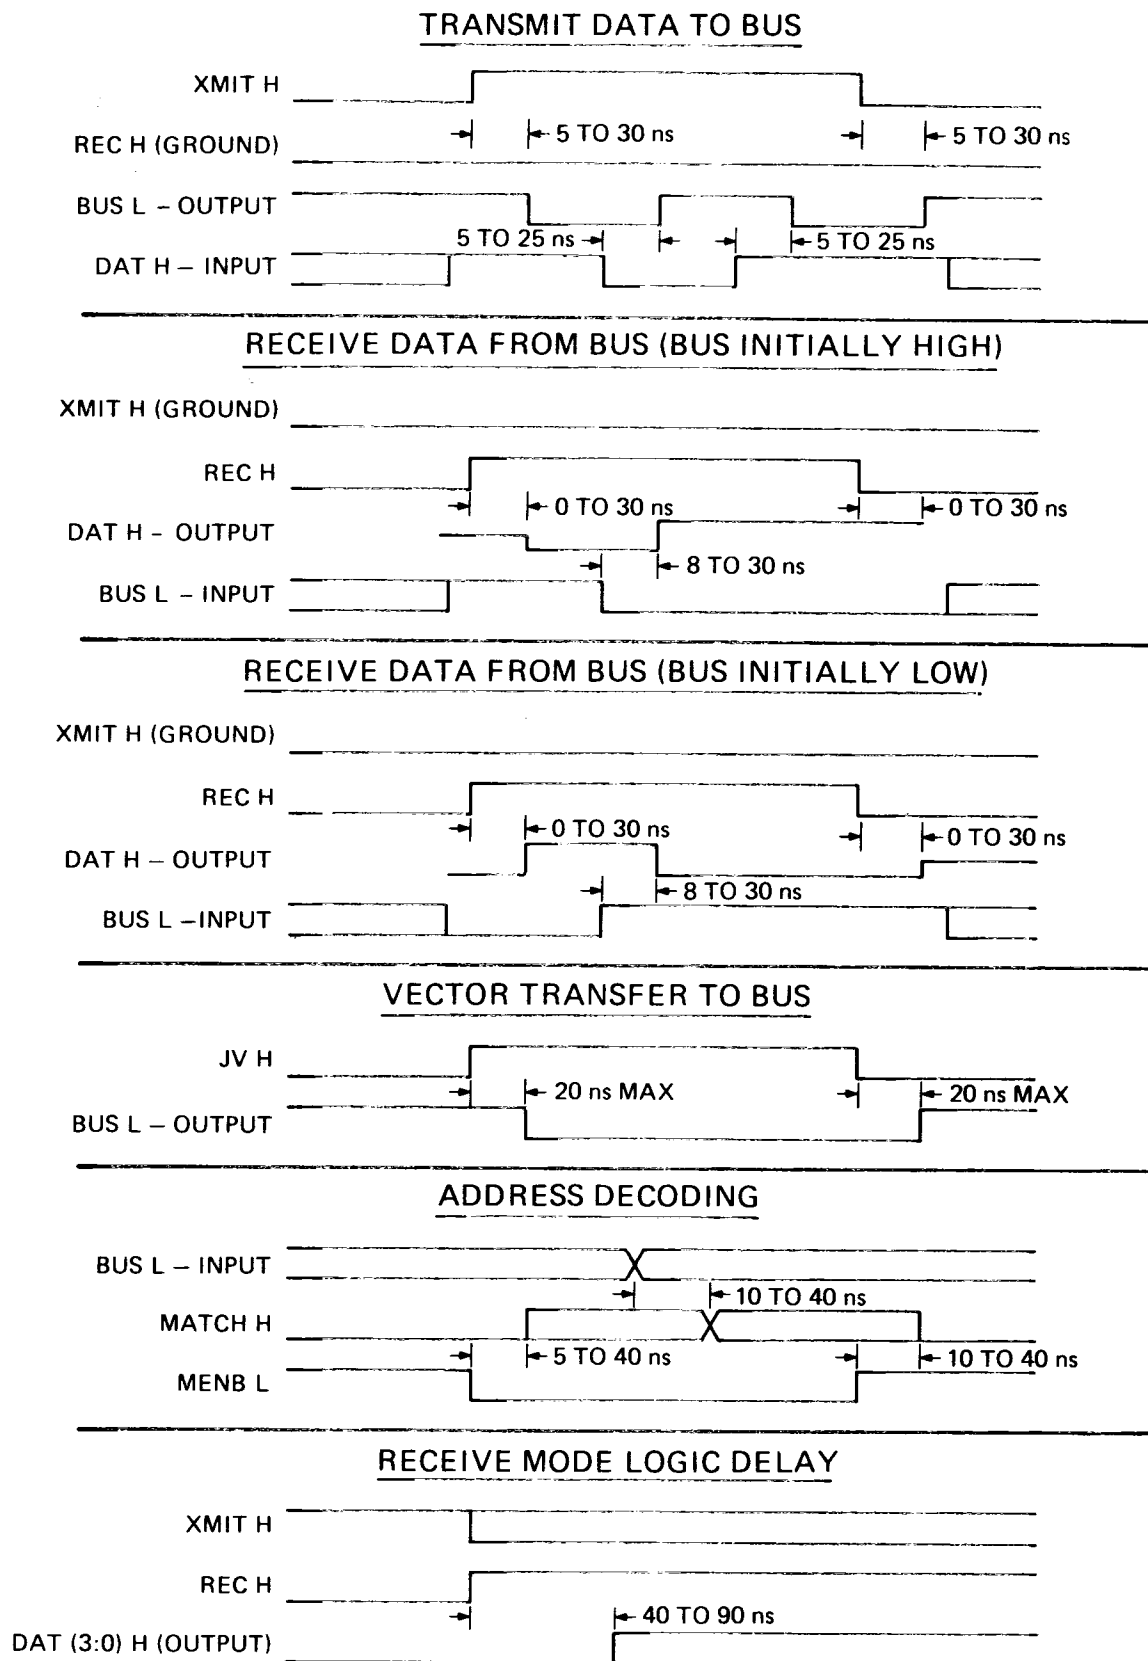 TRANSMIT DATA TO BUS
XMIT H
REC H (GROUND)
5 TO 30 ns
5 TO 30 ns
BUS L – OUTPUT
5 TO 25 ns
5 TO 25 ns
DAT H – INPUT
RECEIVE DATA FROM BUS (BUS INITIALLY HIGH)
XMIT H (GROUND)
REC H
0 TO 30 ns
0 TO 30 ns
DAT H – OUTPUT
8 TO 30 ns
BUS L – INPUT
RECEIVE DATA FROM BUS (BUS INITIALLY LOW)
XMIT H (GROUND)
REC H
0 TO 30 ns
0 TO 30 ns
DAT H – OUTPUT
8 TO 30 ns
BUS L – INPUT
VECTOR TRANSFER TO BUS
JV H
20 ns MAX
20 ns MAX
BUS L – OUTPUT
ADDRESS DECODING
BUS L – INPUT
10 TO 40 ns
MATCH H
5 TO 40 ns
10 TO 40 ns
MENB L
RECEIVE MODE LOGIC DELAY
XMIT H
REC H
40 TO 90 ns
DAT (3:0) H (OUTPUT)